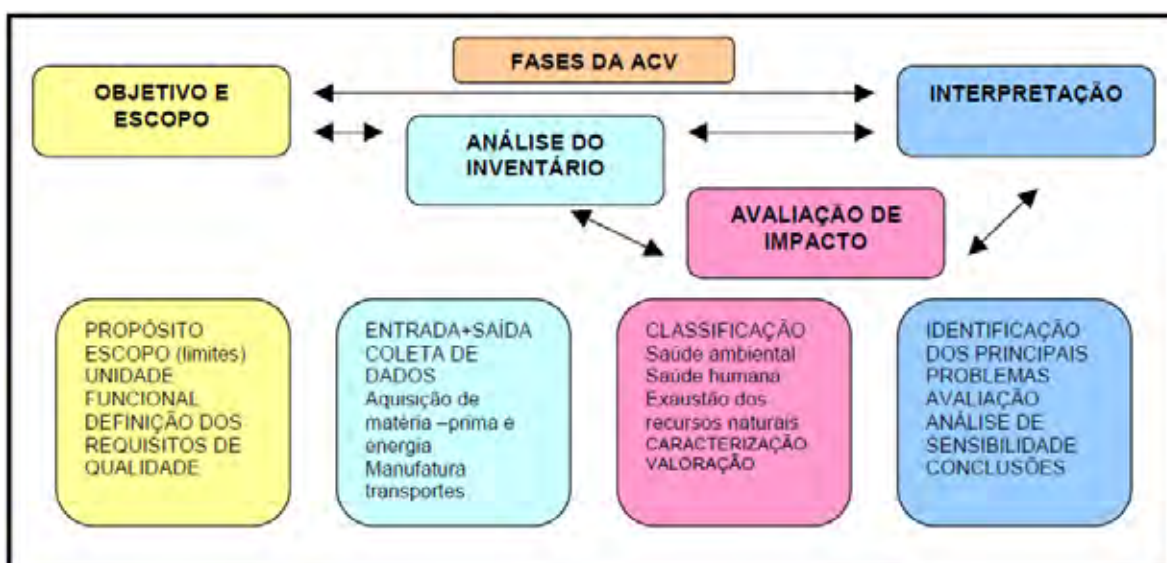 FASES DA ACV
OBJETIVO E
ESCOPO
INTERPRETAÇÃO
ANÁLISE DO
INVENTÁRIO
AVALIAÇÃO DE
IMPACTO
PROPÓSITO
ESCOPO (limites)
UNIDADE
FUNCIONAL
DEFINIÇÃO DOS
REQUISITOS DE
QUALIDADE
ENTRADA+SAÍDA
COLETA DE
DADOS
Aquisição de
matéria –prima e
energia
Manufatura
transportes
CLASSIFICAÇÃO
Saúde ambiental
Saúde humana
Exaustão dos
recursos naturais
CARACTERIZAÇÃO
VALORAÇÃO
IDENTIFICAÇÃO
DOS PRINCIPAIS
PROBLEMAS
AVALIAÇÃO
ANÁLISE DE
SENSIBILIDADE
CONCLUSÕES